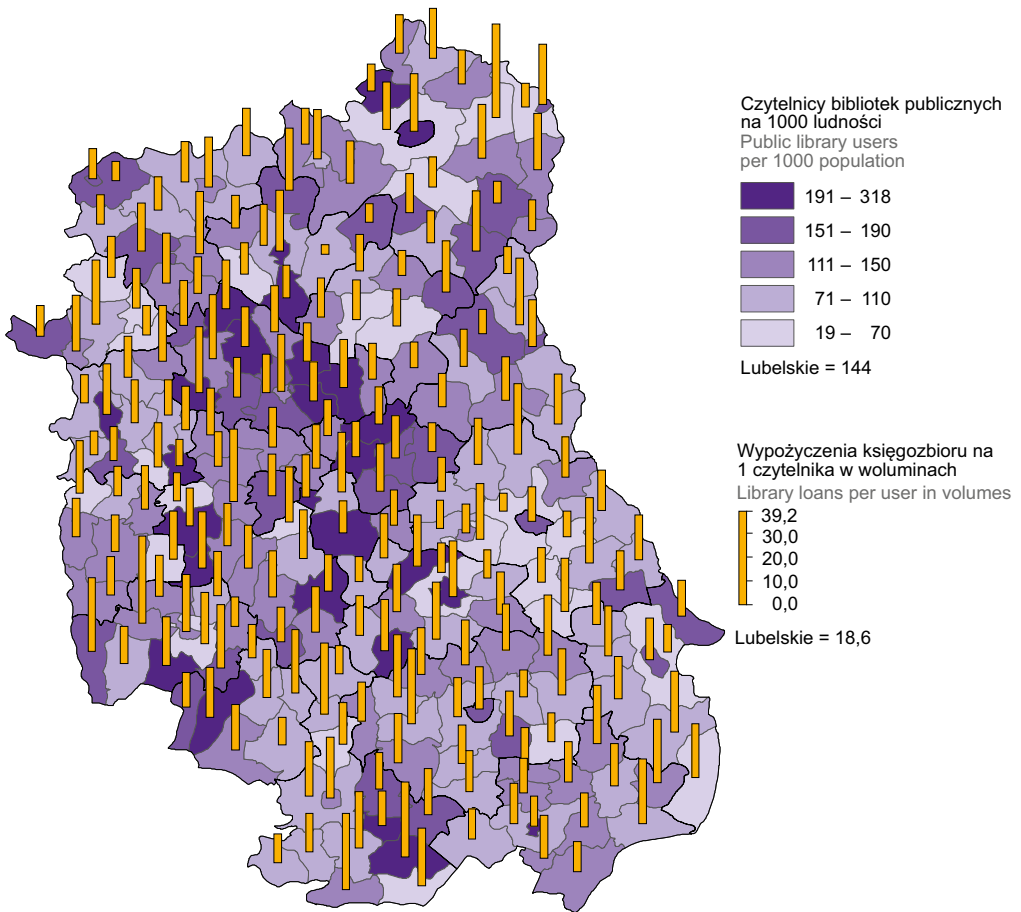 Czytelnicy bibliotek publicznych
na 1000 ludności
Public library users
per 1000 population
191 – 318
151 – 190
111 – 150
71 – 110
19 – 70
Lubelskie = 144
Wypożyczenia księgozbioru na
1 czytelnika w woluminach
Library loans per user in volumes
39,2
30,0
20,0
10,0
0,0
Lubelskie = 18,6